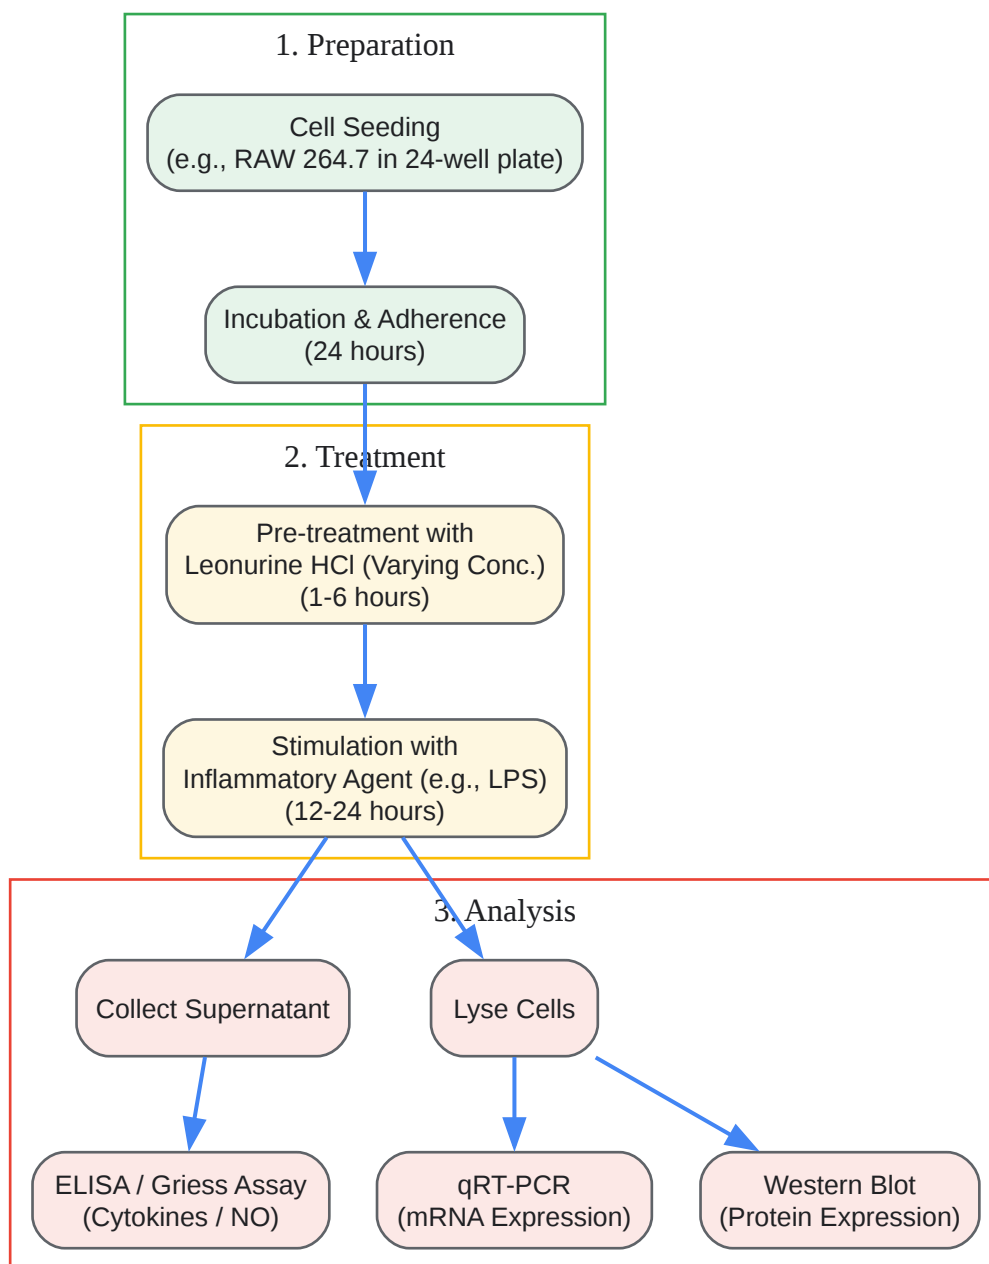 1. Preparation
Cell Seeding
(e.g., RAW 264.7 in 24-well plate)
Incubation & Adherence
(24 hours)
2. Treatment
Pre-treatment with
Leonurine HCl (Varying Conc.)
(1-6 hours)
Stimulation with
Inflammatory Agent (e.g., LPS)
(12-24 hours)
3. Analysis
Collect Supernatant
Lyse Cells
ELISA / Griess Assay
(Cytokines / NO)
qRT-PCR
(mRNA Expression)
Western Blot
(Protein Expression)